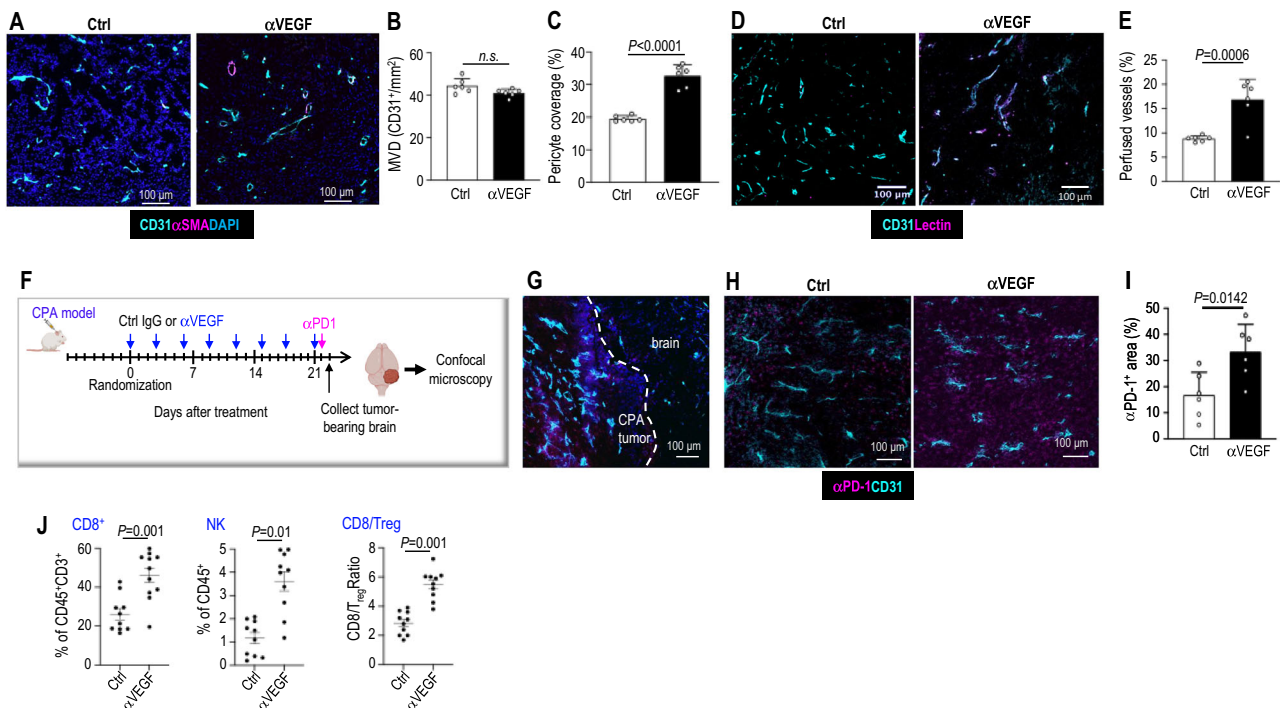 A
Ctrl
αVEGF
100 µm
100 µm
CD31αSMADAPI
B
MVD (CD31⁺/mm²)
60
40
20
0
n.s.
Ctrl
αVEGF
C
Pericyte coverage (%)
40
30
20
10
0
P<0.0001
Ctrl
αVEGF
D
Ctrl
αVEGF
100 µm
100 µm
CD31Lectin
E
Perfused vessels (%)
25
20
15
10
5
0
P=0.0006
Ctrl
αVEGF
F
CPA model
Ctrl IgG or αVEGF
αPD1
0
7
14
21
Randomization
Days after treatment
Collect tumor-
bearing brain
Confocal
microscopy
G
brain
CPA
tumor
100 µm
H
Ctrl
αVEGF
100 µm
100 µm
αPD-1CD31
I
αPD-1⁺ area (%)
50
40
30
20
10
0
P=0.0142
Ctrl
αVEGF
J
CD8⁺
P=0.001
% of CD45⁺CD3⁺
60
40
20
0
Ctrl
αVEGF
NK
P=0.01
% of CD45⁺
5
4
3
2
1
0
Ctrl
αVEGF
CD8/Treg
P=0.001
CD8/TregRatio
8
6
4
2
0
Ctrl
αVEGF